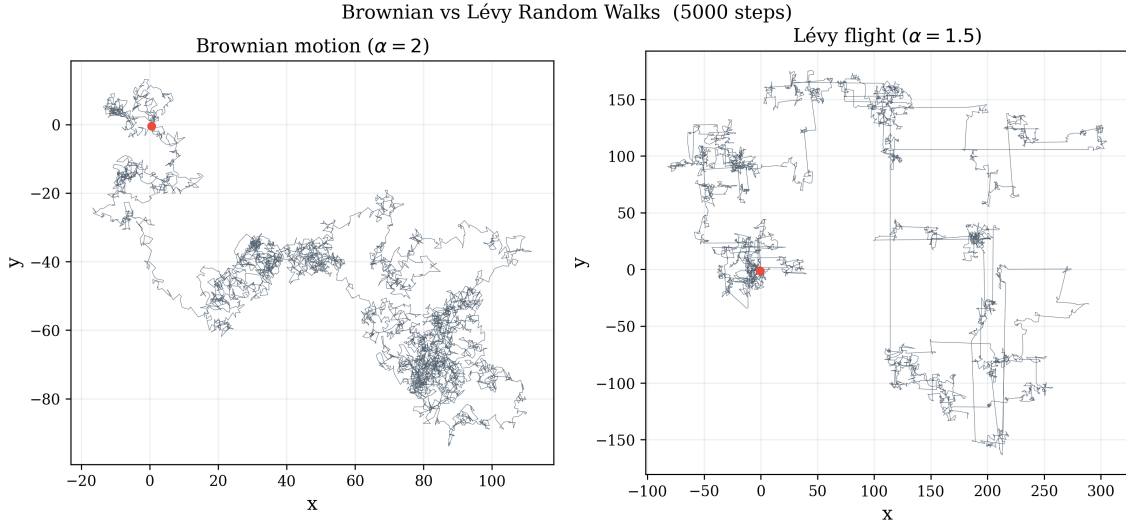 Brownian vs Lévy Random Walks (5000 steps)
Brownian motion (α = 2)
0
−20
−40
−60
−80
y
−20 0 20 40 60 80 100
x
Lévy flight (α = 1.5)
150
100
50
0
−50
−100
−150
y
−100 −50 0 50 100 150 200 250 300
x